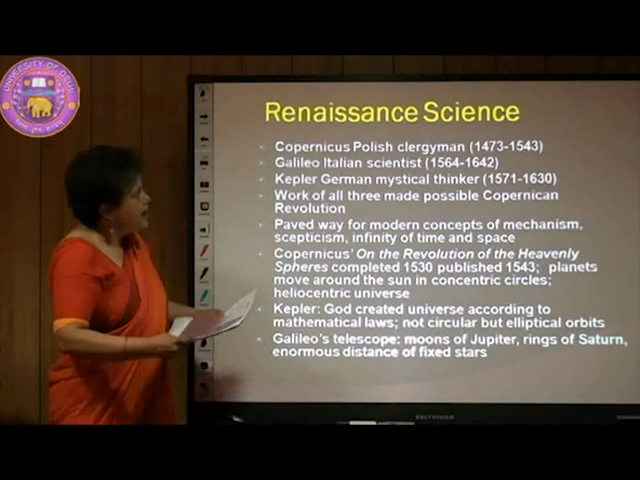 UNIVERSITY OF DELHI
Renaissance Science
Copernicus Polish clergyman (1473-1543)
Galileo Italian scientist (1564-1642)
Kepler German mystical thinker (1571-1630)
Work of all three made possible Copernican
Revolution
Paved way for modern concepts of mechanism,
scepticism, infinity of time and space
Copernicus' On the Revolution of the Heavenly
Spheres completed 1530 published 1543; planets
move around the sun in concentric circles;
heliocentric universe
Kepler: God created universe according to
mathematical laws; not circular but elliptical orbits
Galileo's telescope: moons of Jupiter, rings of Saturn,
enormous distance of fixed stars